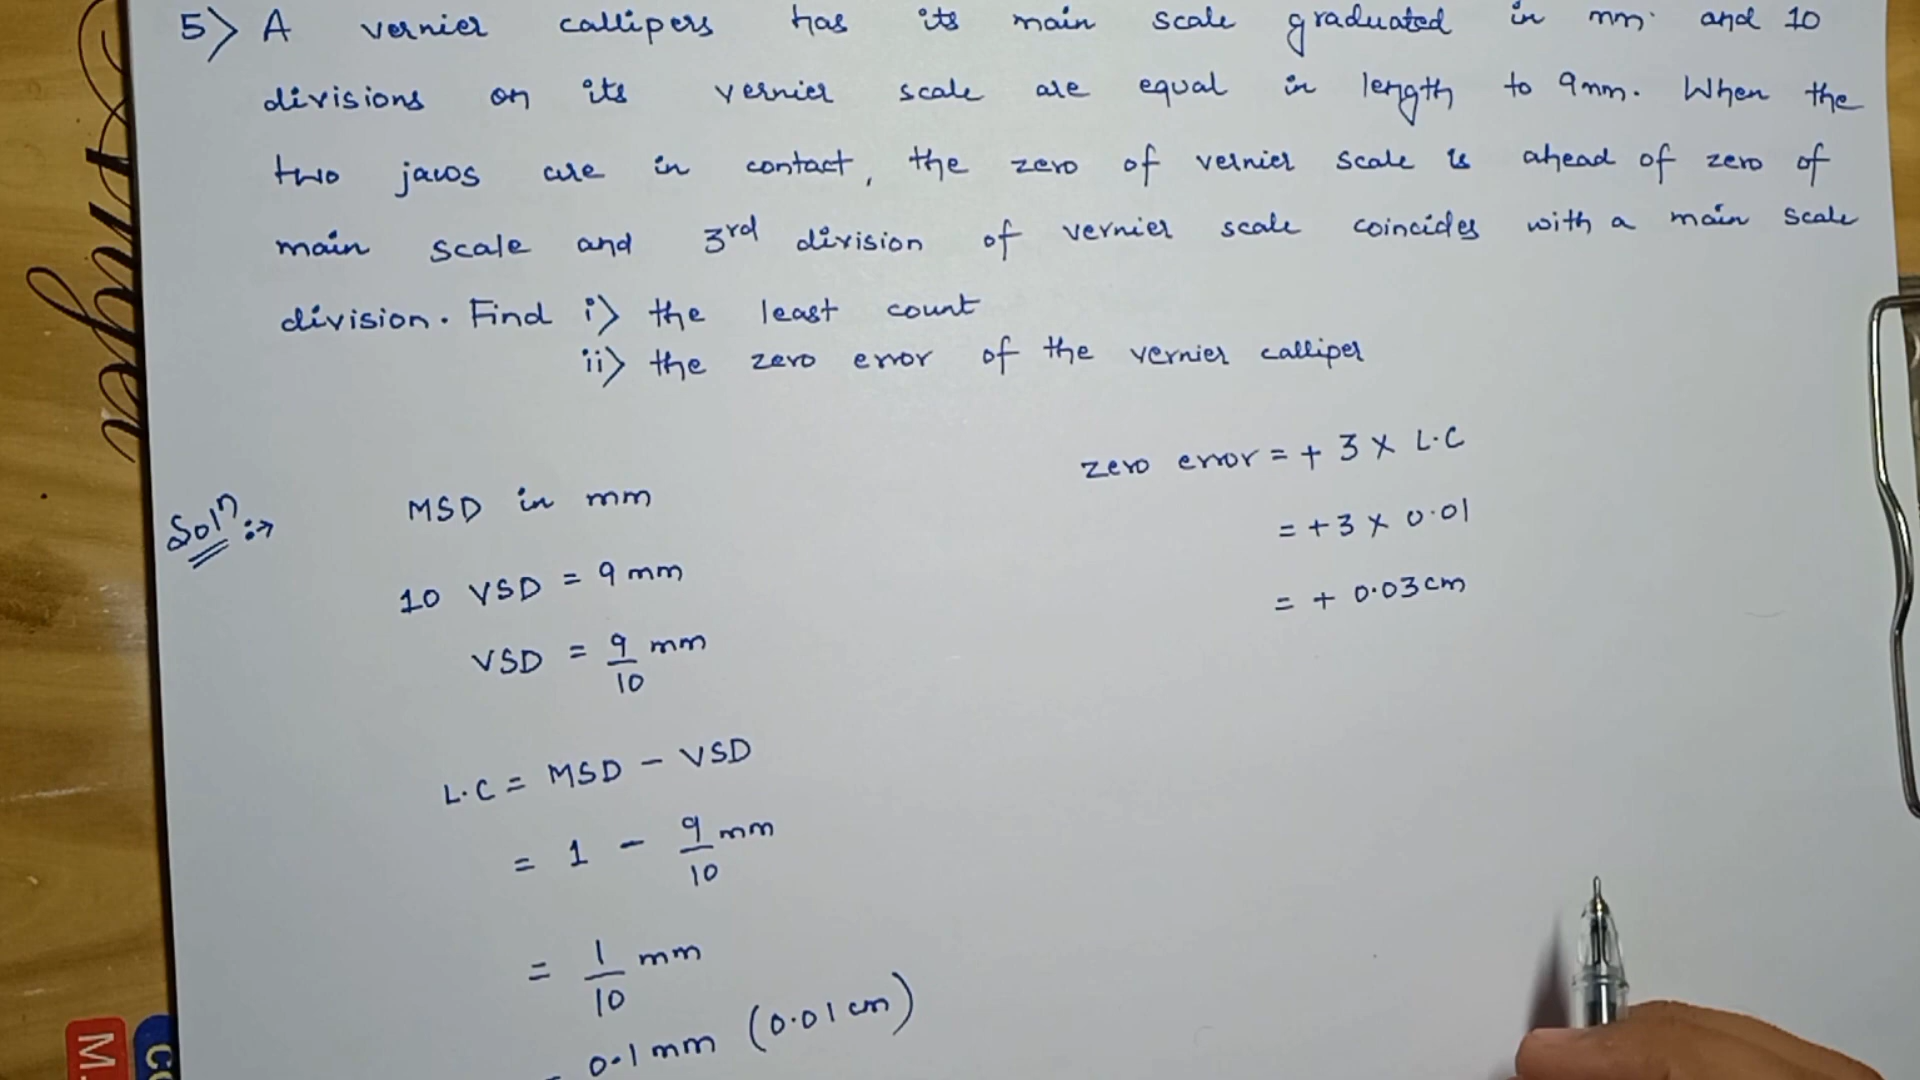 5) A vernier callipers has its main scale graduated in mm. and 10
divisions on its vernier scale are equal in length to 9mm. When the
two jaws are in contact, the zero of vernier scale is ahead of zero of
main scale and 3rd division of vernier scale coincides with a main scale
division. Find i) the least count
ii) the zero error of the vernier calliper
Soln :→
MSD in mm
10 VSD = 9 mm
VSD = 9/10 mm
L.C = MSD - VSD
= 1 - 9/10 mm
= 1/10 mm
= 0.1 mm (0.01 cm)
zero error = + 3 × L.C
= + 3 × 0.01
= + 0.03 cm
M.